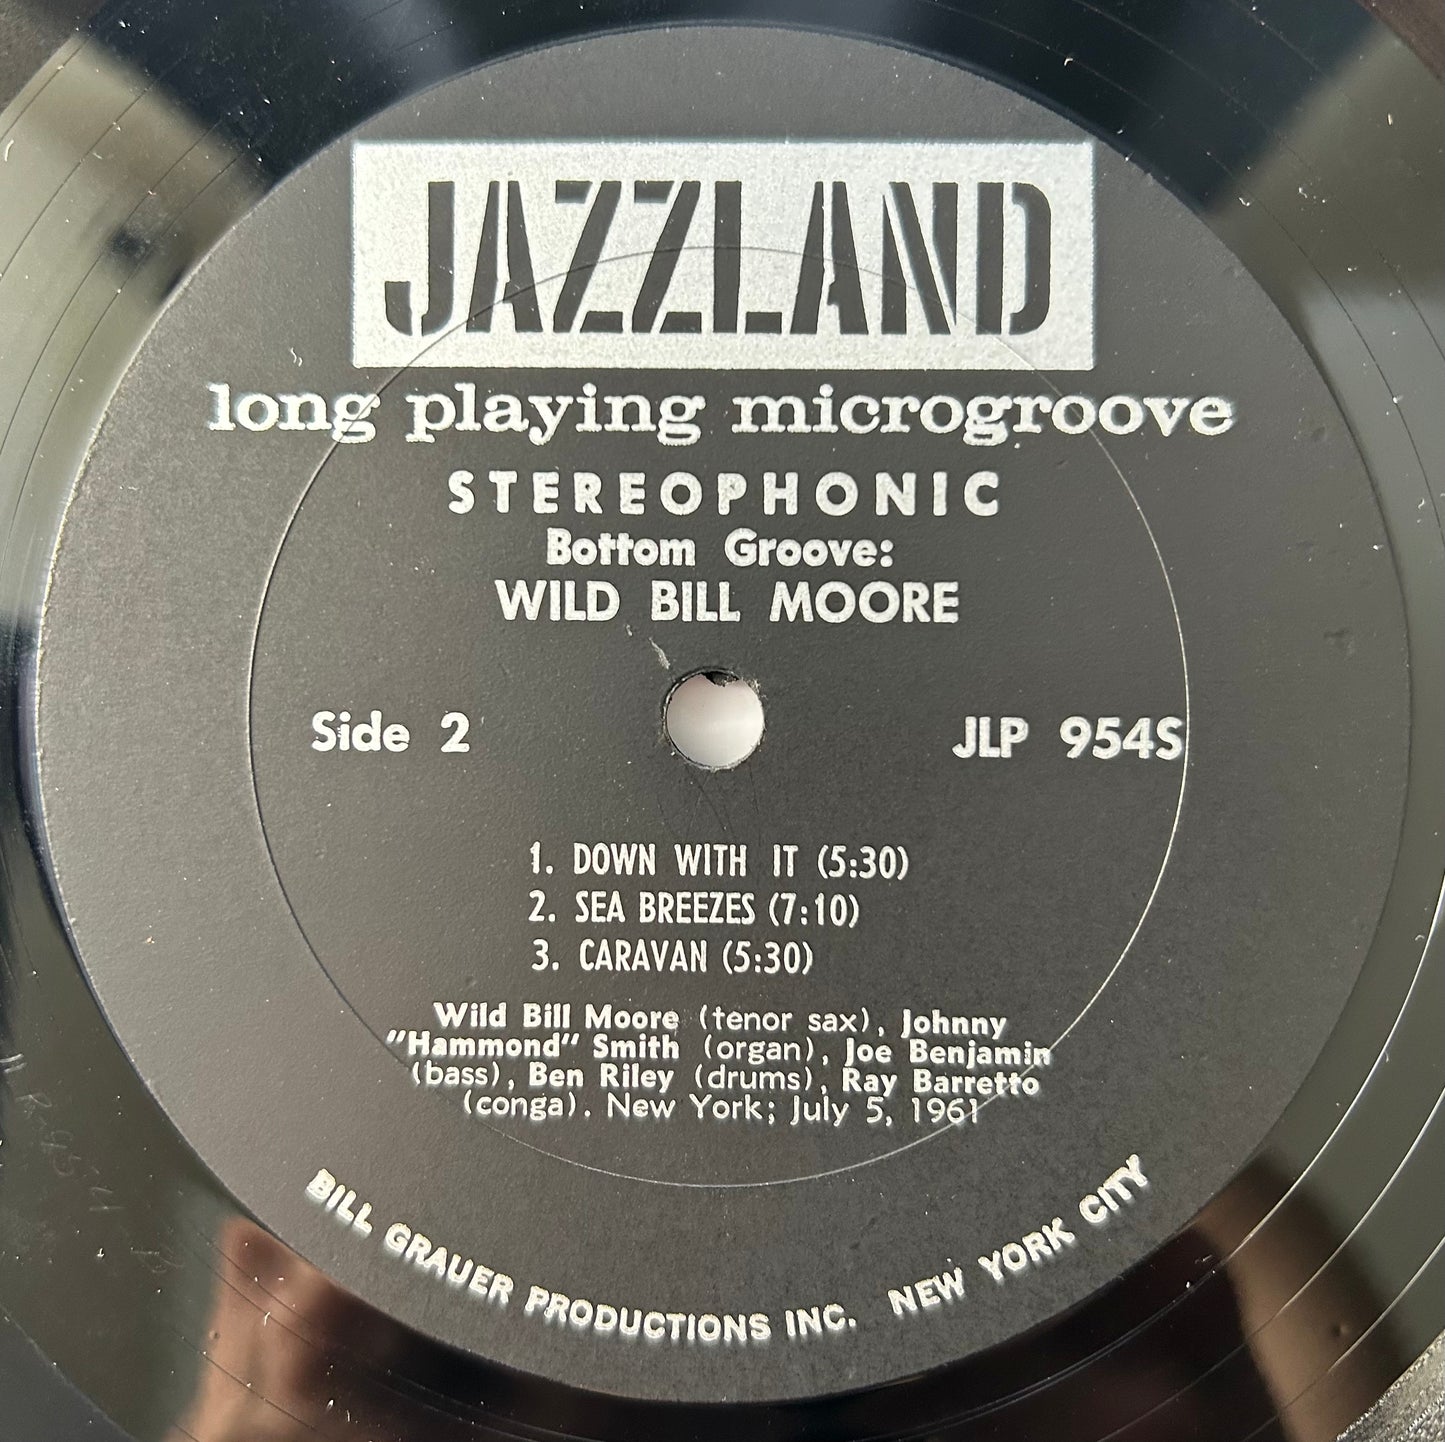 JAZZLAND
long playing microgroove
STEREOPHONIC
Bottom Groove:
WILD BILL MOORE
Side 2
JLP 954S
1. DOWN WITH IT (5:30)
2. SEA BREEZES (7:10)
3. CARAVAN (5:30)
Wild Bill Moore (tenor sax), Johnny
"Hammond" Smith (organ), Joe Benjamin
(bass), Ben Riley (drums), Ray Barretto
(conga). New York; July 5, 1961
BILL GRAUER PRODUCTIONS INC. NEW YORK CITY